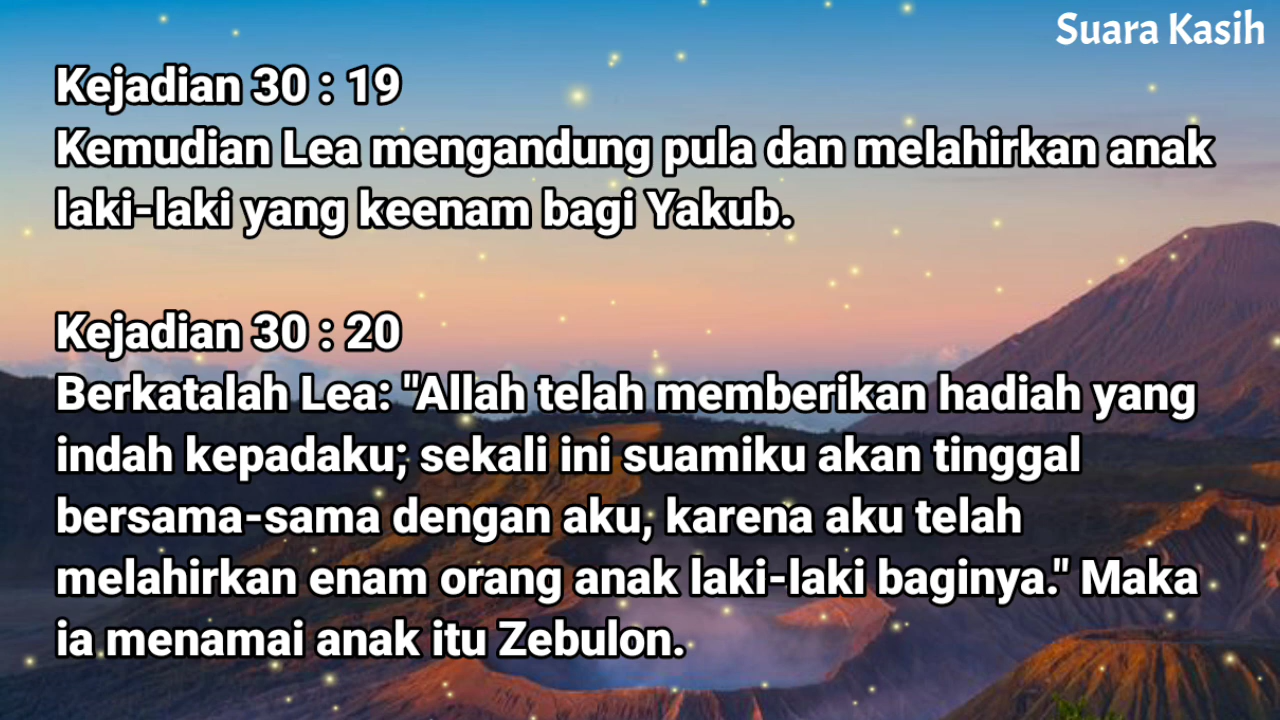 Suara Kasih
Kejadian 30 : 19
Kemudian Lea mengandung pula dan melahirkan anak
laki-laki yang keenam bagi Yakub.
Kejadian 30 : 20
Berkatalah Lea: "Allah telah memberikan hadiah yang
indah kepadaku; sekali ini suamiku akan tinggal
bersama-sama dengan aku, karena aku telah
melahirkan enam orang anak laki-laki baginya." Maka
ia menamai anak itu Zebulon.